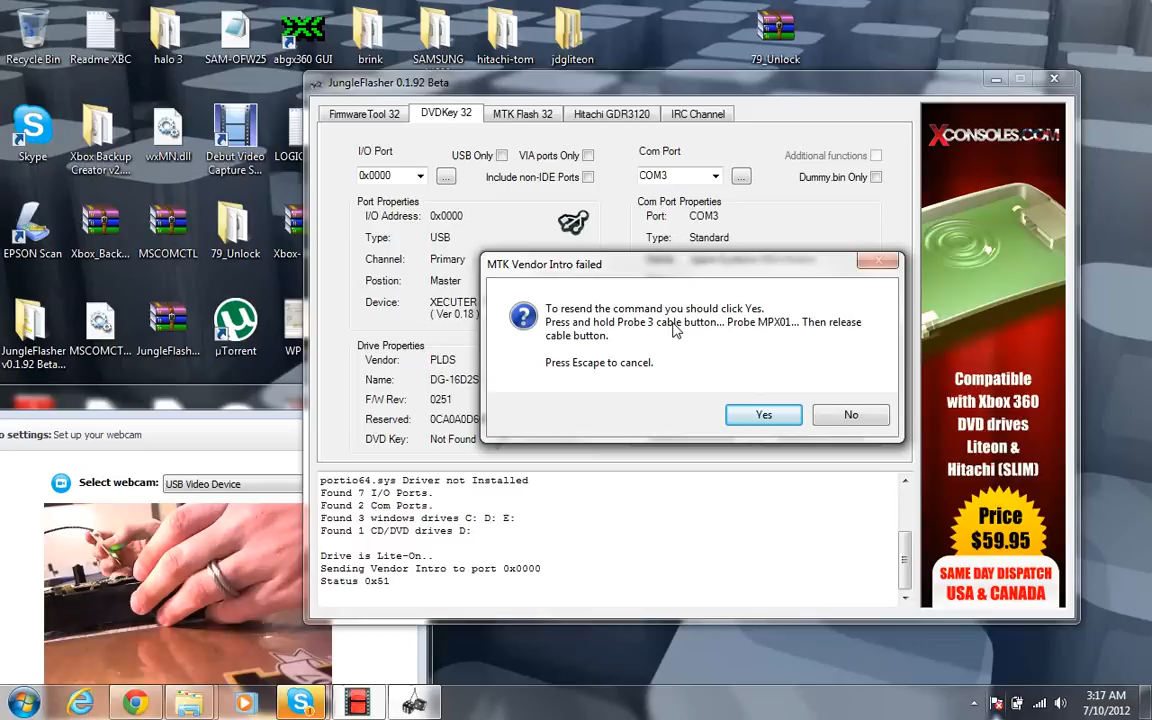 Recycle Bin
Readme XBC
halo 3
SAM-OFW25
abgx360 GUI
brink
SAMSUNG
hitachi-tom
jdgliteon
79_Unlock
Skype
Xbox Backup
Creator v2....
wxMN.dll
Debut Video
Capture S...
LOGIC
EPSON Scan
Xbox_Back...
MSCOMCTL
79_Unlock
Xbox-
JungleFlasher
v0.1.92 Beta...
MSCOMCT...
JungleFlash...
µTorrent
WP
JungleFlasher 0.1.92 Beta
FirmwareTool 32
DVDKey 32
MTK Flash 32
Hitachi GDR3120
IRC Channel
I/O Port
USB Only
VIA ports Only
Com Port
Additional functions
0x0000
...
Include non-IDE Ports
COM3
...
Dummy.bin Only
Port Properties
Com Port Properties
I/O Address: 0x0000
Port: COM3
Type: USB
Type: Standard
Channel: Primary
Postion: Master
Device: XECUTER
( Ver 0.18 )
Drive Properties
Vendor: PLDS
Name: DG-16D2S
F/W Rev: 0251
Reserved: 0CA0A0D6
DVD Key: Not Found
MTK Vendor Intro failed
To resend the command you should click Yes.
Press and hold Probe 3 cable button... Probe MPX01... Then release
cable button.
Press Escape to cancel.
Yes
No
portio64.sys Driver not Installed
Found 7 I/O Ports.
Found 2 Com Ports.
Found 3 windows drives C: D: E:
Found 1 CD/DVD drives D:
Drive is Lite-On..
Sending Vendor Intro to port 0x0000
Status 0x51
XCONSOLES.COM
Compatible
with Xbox 360
DVD drives
Liteon &
Hitachi (SLIM)
Price
$59.95
SAME DAY DISPATCH
USA & CANADA
o settings: Set up your webcam
Select webcam: USB Video Device
3:17 AM
7/10/2012